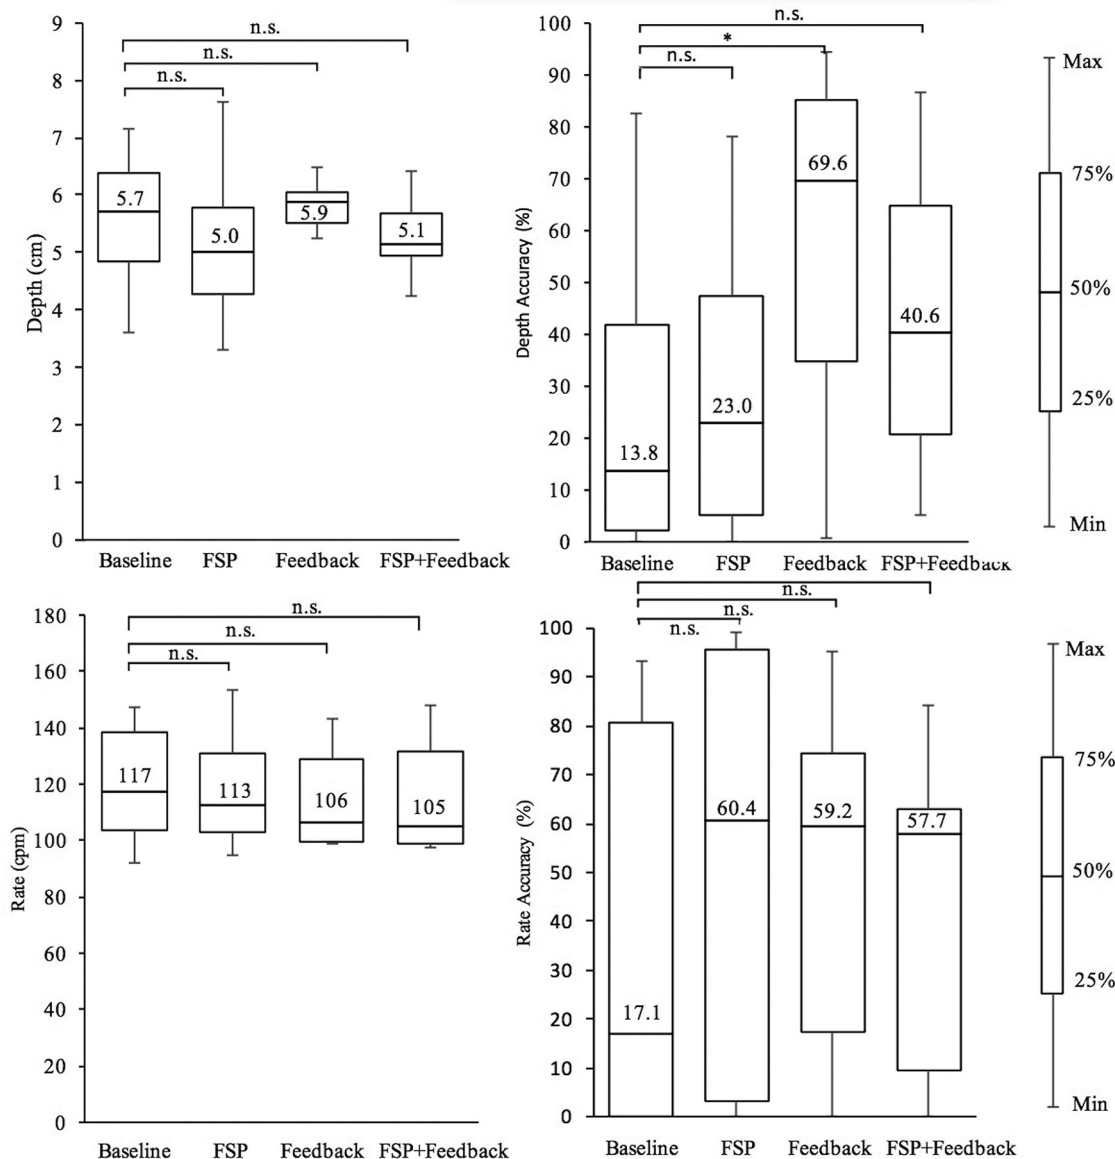 9
8
7
6
5
4
3
2
1
0
Depth (cm)
n.s.
n.s.
n.s.
5.7
5.0
5.9
5.1
Baseline FSP Feedback FSP+Feedback
100
90
80
70
60
50
40
30
20
10
0
Depth Accuracy (%)
n.s.
*
n.s.
13.8
23.0
69.6
40.6
Baseline FSP Feedback FSP+Feedback
Max
75%
50%
25%
Min
180
160
140
120
100
80
60
40
20
0
Rate (cpm)
n.s.
n.s.
n.s.
117
113
106
105
Baseline FSP Feedback FSP+Feedback
100
90
80
70
60
50
40
30
20
10
0
Rate Accuracy (%)
n.s.
n.s.
n.s.
17.1
60.4
59.2
57.7
Baseline FSP Feedback FSP+Feedback
Max
75%
50%
25%
Min